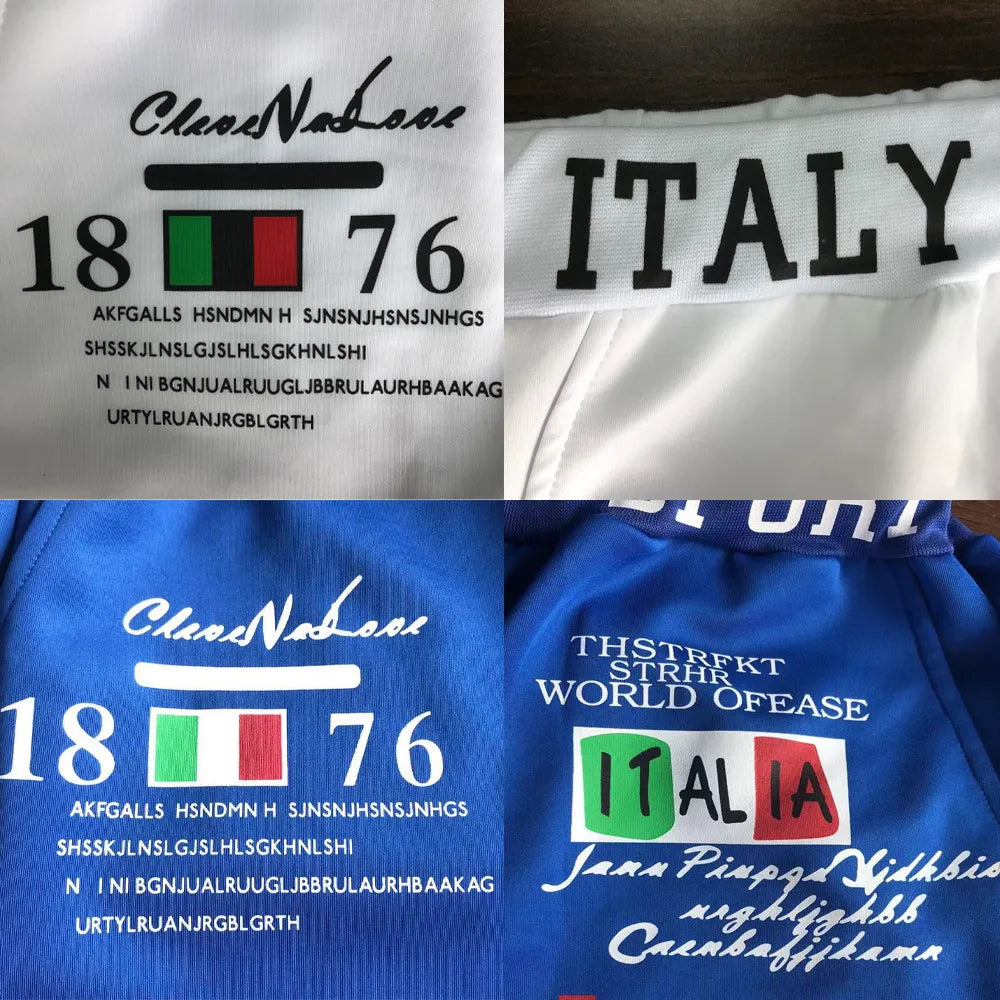 18 76
AKFGALLS HSNDMN H SJNSNJHSNSJNHGS
SHSSKJLNSLGJSLHLSGKHNLSHI
N I NI BGNJUALRUUGLJBBRULAURHBAAKAG
URTYLRUANJRGBLGRTH
ITALY
18 76
AKFGALLS HSNDMN H SJNSNJHSNSJNHGS
SHSSKJLNSLGJSLHLSGKHNLSHI
N I NI BGNJUALRUUGLJBBRULAURHBAAKAG
URTYLRUANJRGBLGRTH
SPORT
THSTRFKT
STRHR
WORLD OFEASE
ITALIA